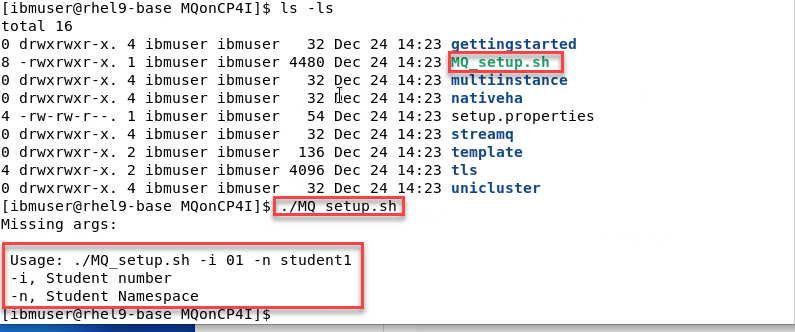 [ibmuser@rhel9-base MQonCP4I]$ ls -ls
total 16
0 drwxrwxr-x. 4 ibmuser ibmuser   32 Dec 24 14:23 gettingstarted
8 -rwxrwxr-x. 1 ibmuser ibmuser 4480 Dec 24 14:23 MQ_setup.sh
0 drwxrwxr-x. 4 ibmuser ibmuser   32 Dec 24 14:23 multiinstance
0 drwxrwxr-x. 4 ibmuser ibmuser   32 Dec 24 14:23 nativeha
4 -rw-rw-r--. 1 ibmuser ibmuser   54 Dec 24 14:23 setup.properties
0 drwxrwxr-x. 4 ibmuser ibmuser   32 Dec 24 14:23 streamq
0 drwxrwxr-x. 2 ibmuser ibmuser  136 Dec 24 14:23 template
4 drwxrwxr-x. 2 ibmuser ibmuser 4096 Dec 24 14:23 tls
0 drwxrwxr-x. 4 ibmuser ibmuser   32 Dec 24 14:23 unicluster
[ibmuser@rhel9-base MQonCP4I]$ ./MQ_setup.sh
Missing args:
Usage: ./MQ_setup.sh -i 01 -n student1
-i, Student number
-n, Student Namespace
[ibmuser@rhel9-base MQonCP4I]$